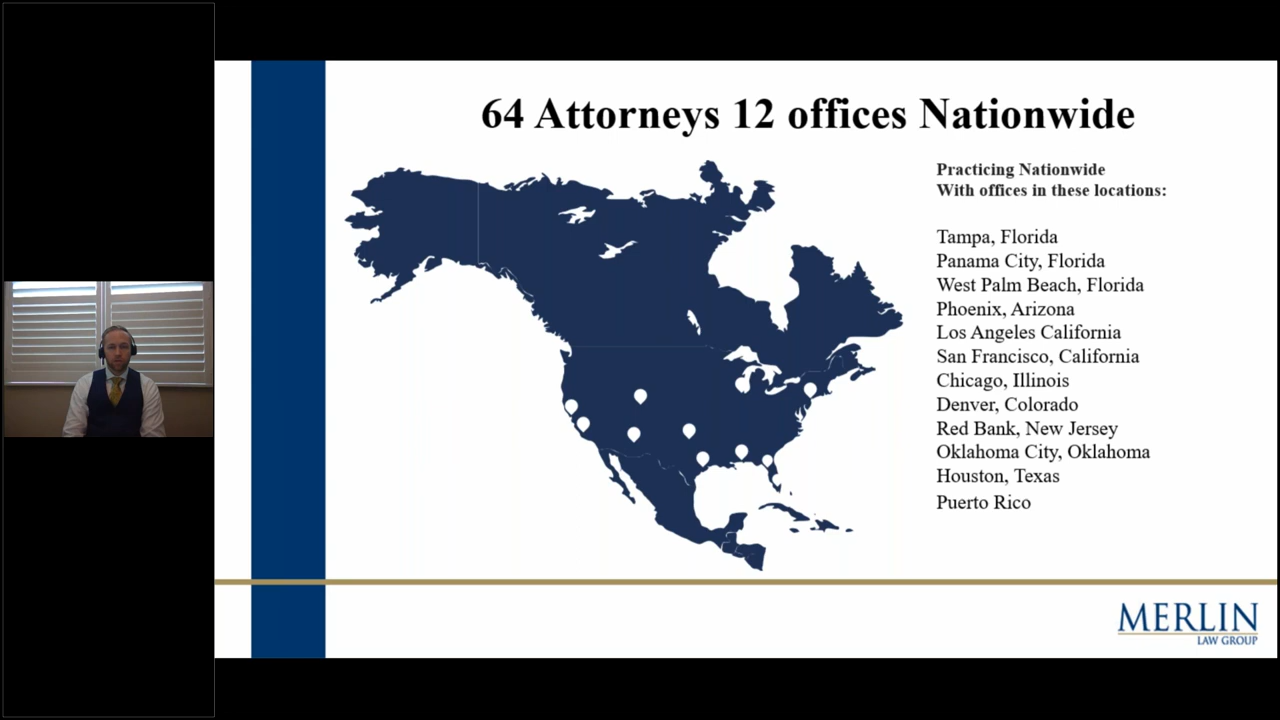 64 Attorneys 12 offices Nationwide
Practicing Nationwide
With offices in these locations:
Tampa, Florida
Panama City, Florida
West Palm Beach, Florida
Phoenix, Arizona
Los Angeles California
San Francisco, California
Chicago, Illinois
Denver, Colorado
Red Bank, New Jersey
Oklahoma City, Oklahoma
Houston, Texas
Puerto Rico
MERLIN
LAW GROUP